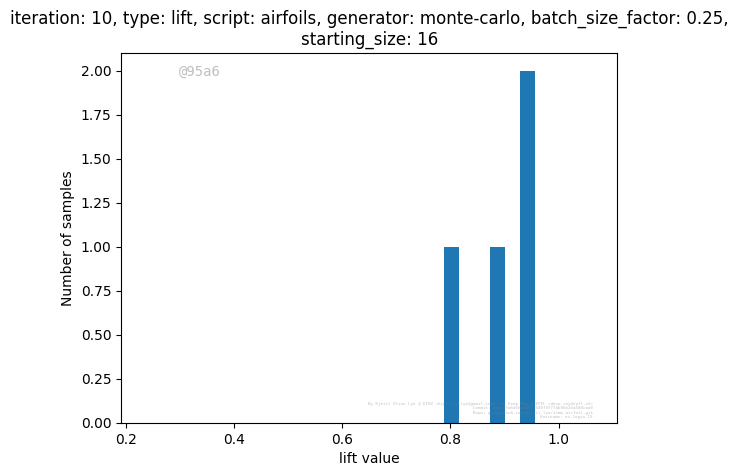 iteration: 10, type: lift, script: airfoils, generator: monte-carlo, batch_size_factor: 0.25,
starting_size: 16
@95a6
2.00
1.75
1.50
1.25
1.00
0.75
0.50
0.25
0.00
Number of samples
0.2 0.4 0.6 0.8 1.0
lift value